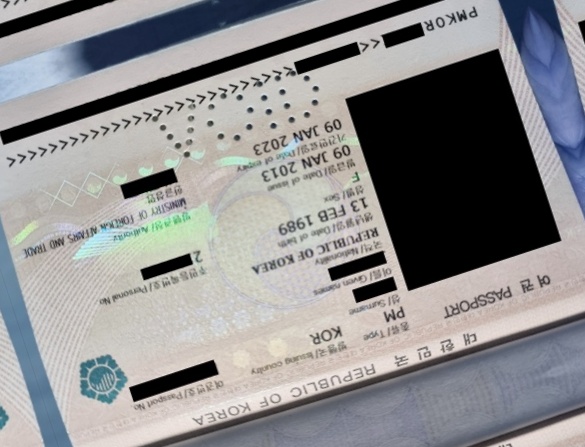 REPUBLIC OF KOREA 대한민국
여권 PASSPORT
종류/ Type
PM
발행국/ Issuing country
KOR
여권번호/ Passport No
성/ Surname
이름/ Given names
국적/ Nationality
REPUBLIC OF KOREA
생년월일/ Date of birth
13 FEB 1989
주민등록번호/ Personal No
2
성별/ Sex
F
발급일/ Date of issue
09 JAN 2013
발행관청/ Authority
MINISTRY OF FOREIGN AFFAIRS AND TRADE
기간만료일/ Date of expiry
09 JAN 2023
한글성명
PMKOR
<<